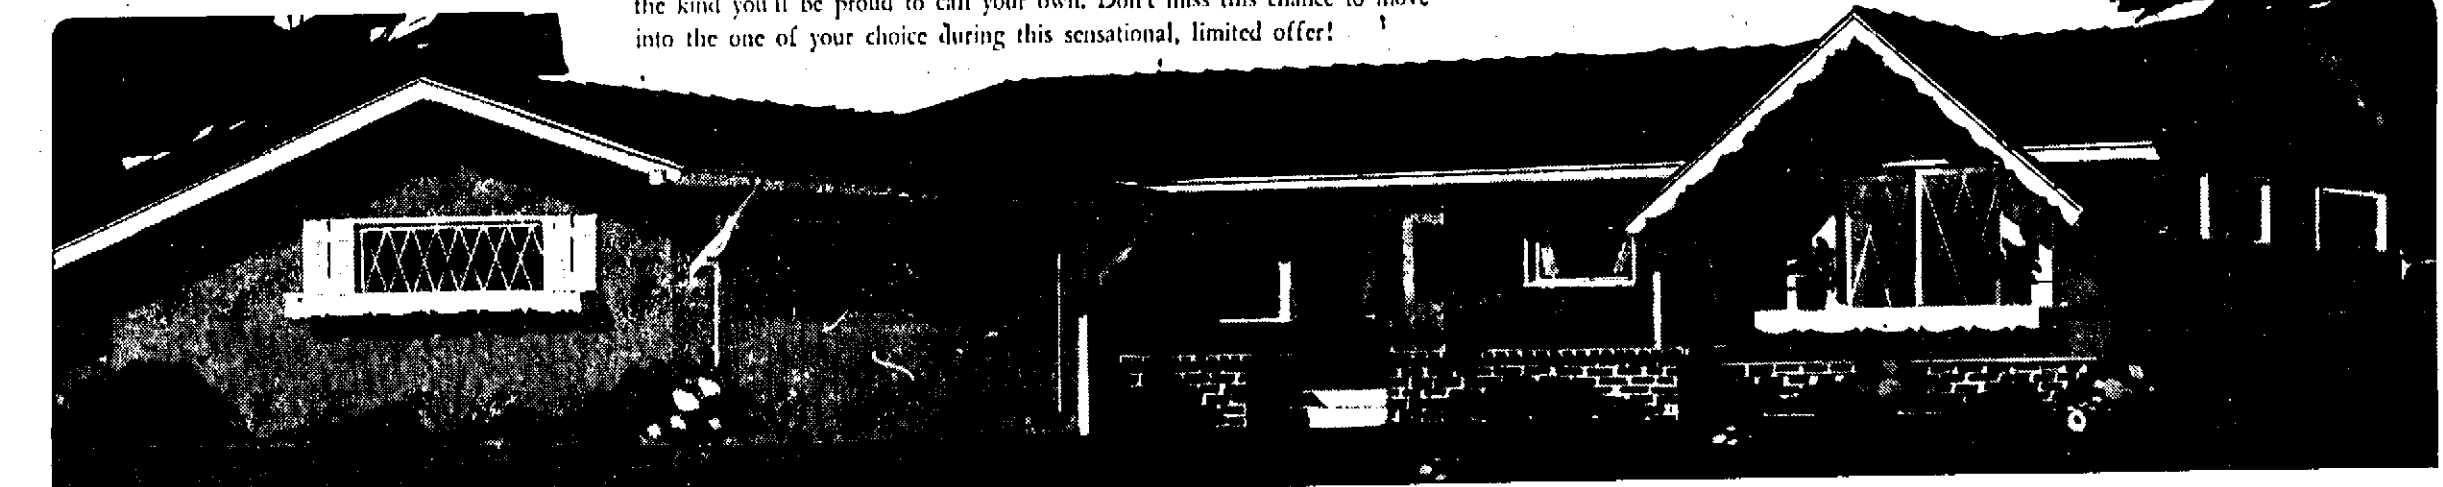 the kind you'll be proud to call your own. Don't miss this chance to move
into the one of your choice during this sensational, limited offer!